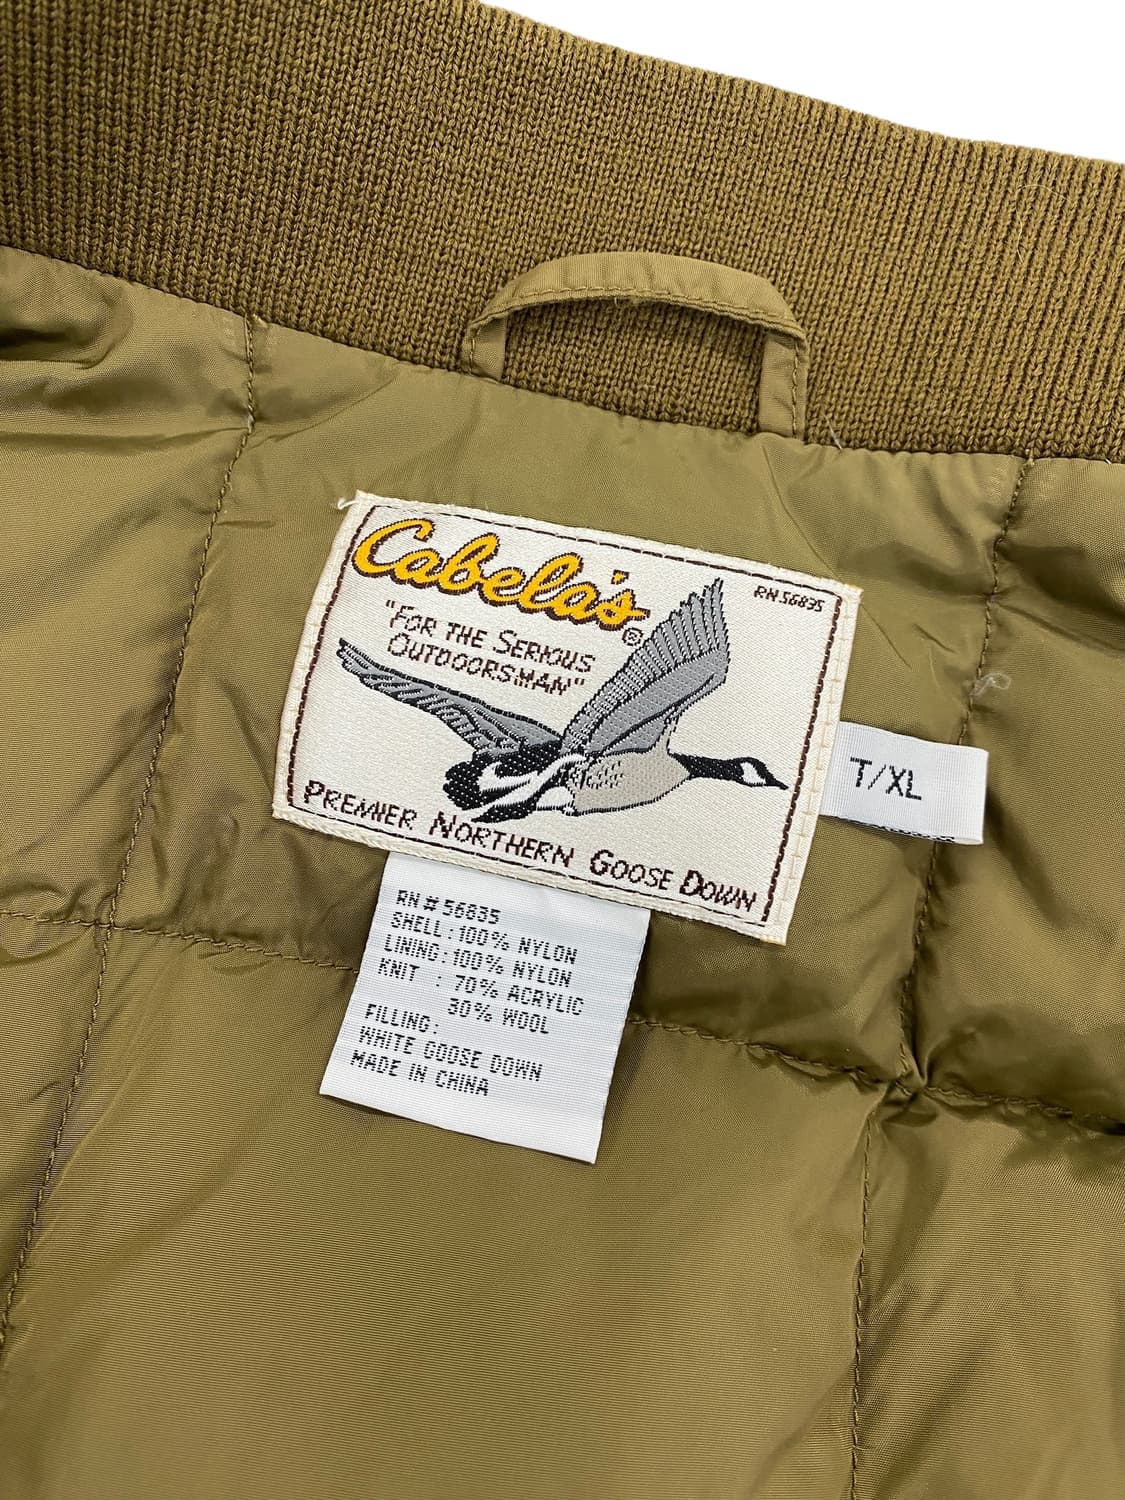 Cabela's®
RN 56835
"FOR THE SERIOUS
OUTDOORSMAN"
PREMIER NORTHERN GOOSE DOWN
T/XL
RN # 56835
SHELL : 100% NYLON
LINING : 100% NYLON
KNIT : 70% ACRYLIC
30% WOOL
FILLING :
WHITE GOOSE DOWN
MADE IN CHINA